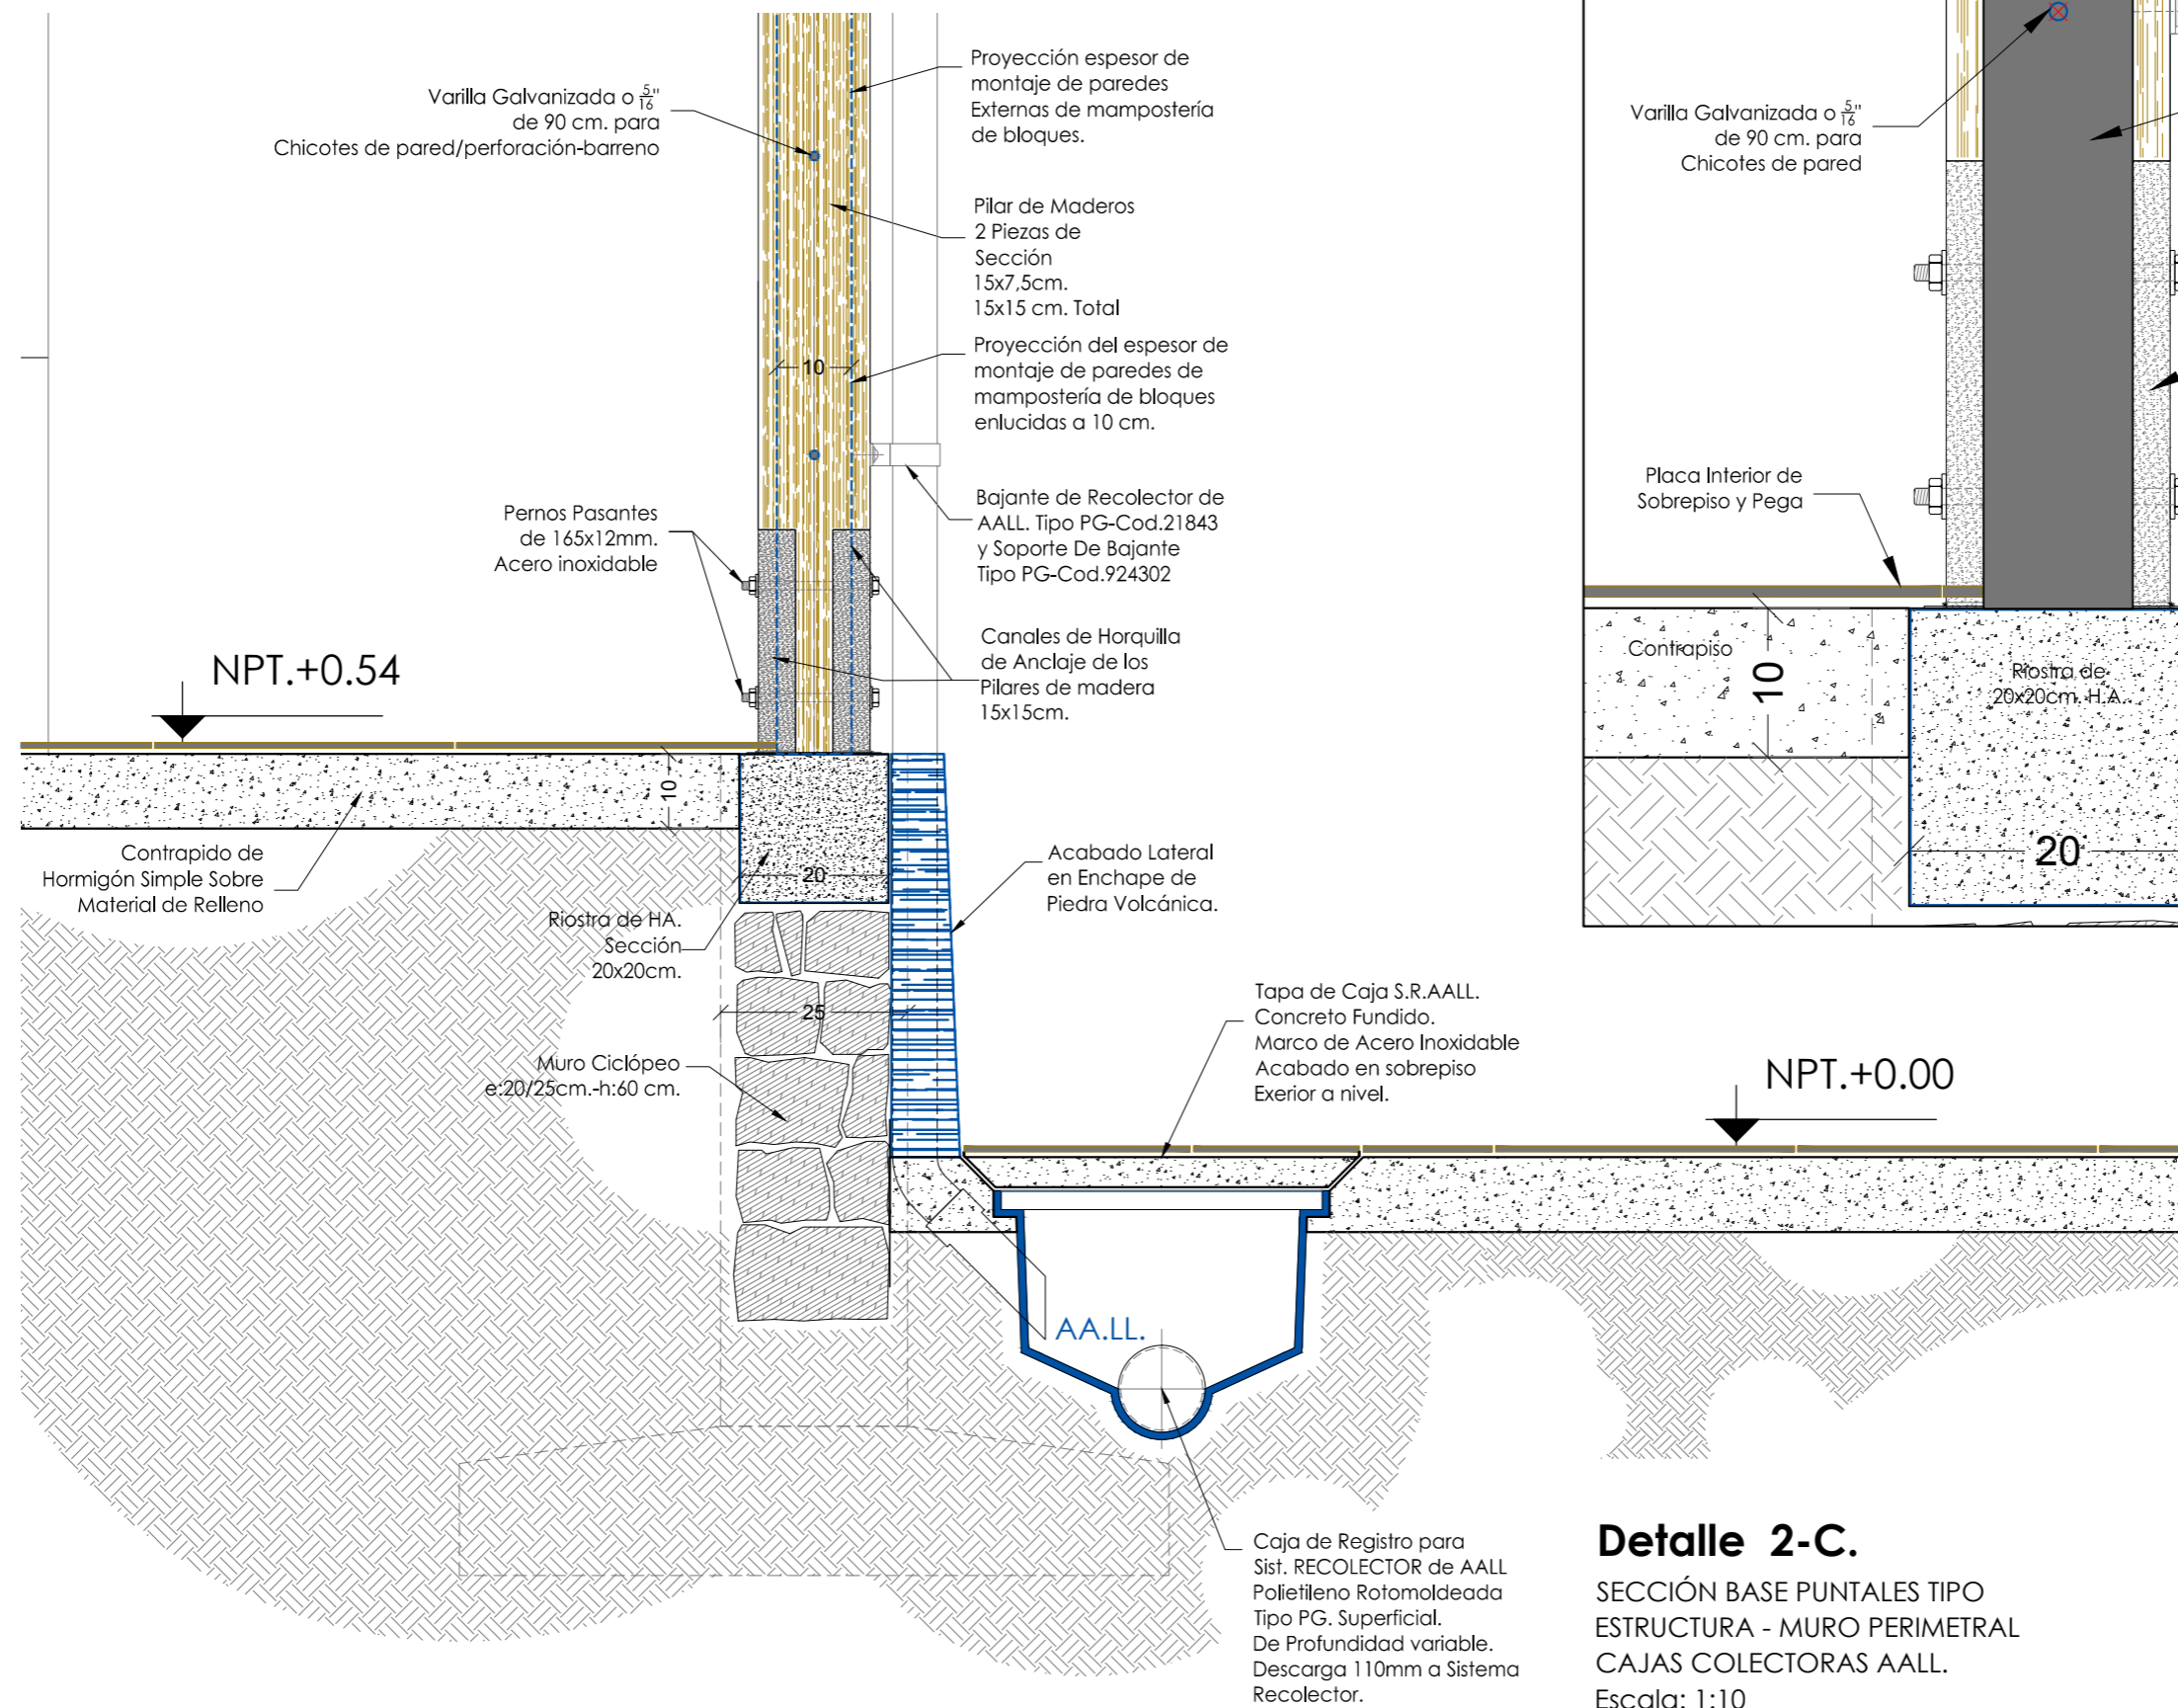 Varilla Galvanizada o 5/16"
de 90 cm. para
Chicotes de pared/perforación-barreno
Proyección espesor de
montaje de paredes
Externas de mampostería
de bloques.
Pilar de Maderos
2 Piezas de
Sección
15x7,5cm.
15x15 cm. Total
10
Proyección del espesor de
montaje de paredes de
mampostería de bloques
enlucidas a 10 cm.
Pernos Pasantes
de 165x12mm.
Acero inoxidable
Bajante de Recolector de
AALL. Tipo PG-Cod.21843
y Soporte De Bajante
Tipo PG-Cod.924302
Canales de Horquilla
de Anclaje de los
Pilares de madera
15x15cm.
NPT.+0.54
10
Contrapido de
Hormigón Simple Sobre
Material de Relleno
20
Riostra de HA.
Sección
20x20cm.
Acabado Lateral
en Enchape de
Piedra Volcánica.
25
Muro Ciclópeo
e:20/25cm.-h:60 cm.
Tapa de Caja S.R.AALL.
Concreto Fundido.
Marco de Acero Inoxidable
Acabado en sobrepiso
Exerior a nivel.
NPT.+0.00
AA.LL.
Caja de Registro para
Sist. RECOLECTOR de AALL
Polietileno Rotomoldeada
Tipo PG. Superficial.
De Profundidad variable.
Descarga 110mm a Sistema
Recolector.
Varilla Galvanizada o 5/16"
de 90 cm. para
Chicotes de pared
Placa Interior de
Sobrepiso y Pega
Contrapiso
10
Riostra de
20x20cm. H.A.
20
Detalle 2-C.
SECCIÓN BASE PUNTALES TIPO
ESTRUCTURA - MURO PERIMETRAL
CAJAS COLECTORAS AALL.
Escala: 1:10